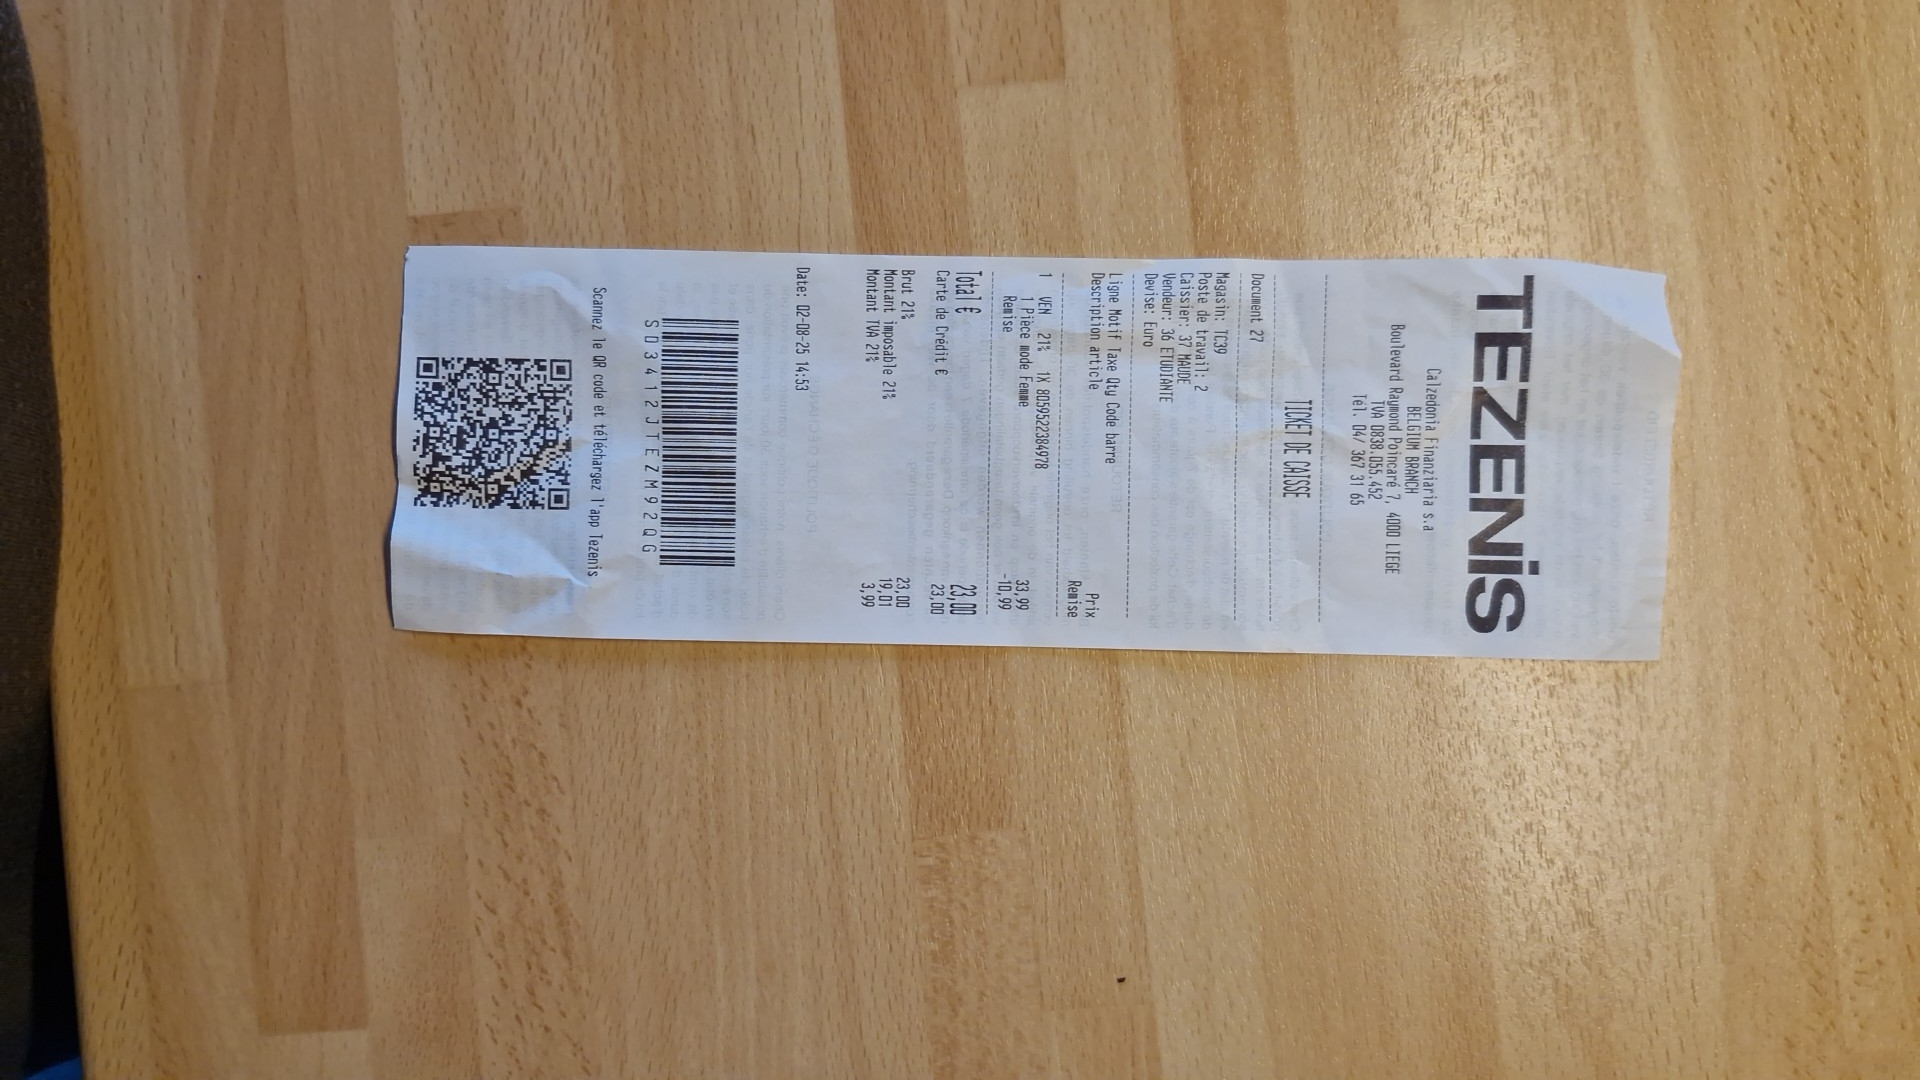 TEZENIS
Calzedonia Finanziaria s.a
BELGIUM BRANCH
Boulevard Raymond Poincaré 7, 4000 LIEGE
TVA 0838.055.452
Tél. 04/ 367 31 65
TICKET DE CAISSE
Document 27
Magasin: TC39
Poste de travail: 2
Caissier: 37 MAUDE
Vendeur: 36 ETUDIANTE
Devise: Euro
Ligne Motif Taxe Qty Code barre Prix
Description article Remise
1 VEN 21% 1X 8059522384978
1 Pièce mode Femme 33,99
Remise -10,99
Total € 23,00
Carte de Crédit € 23,00
Brut 21% 23,00
Montant imposable 21% 19,01
Montant TVA 21% 3,99
Date: 02-08-25 14:53
SD3412JTEZM92QG
Scannez le QR code et téléchargez l'app Tezenis